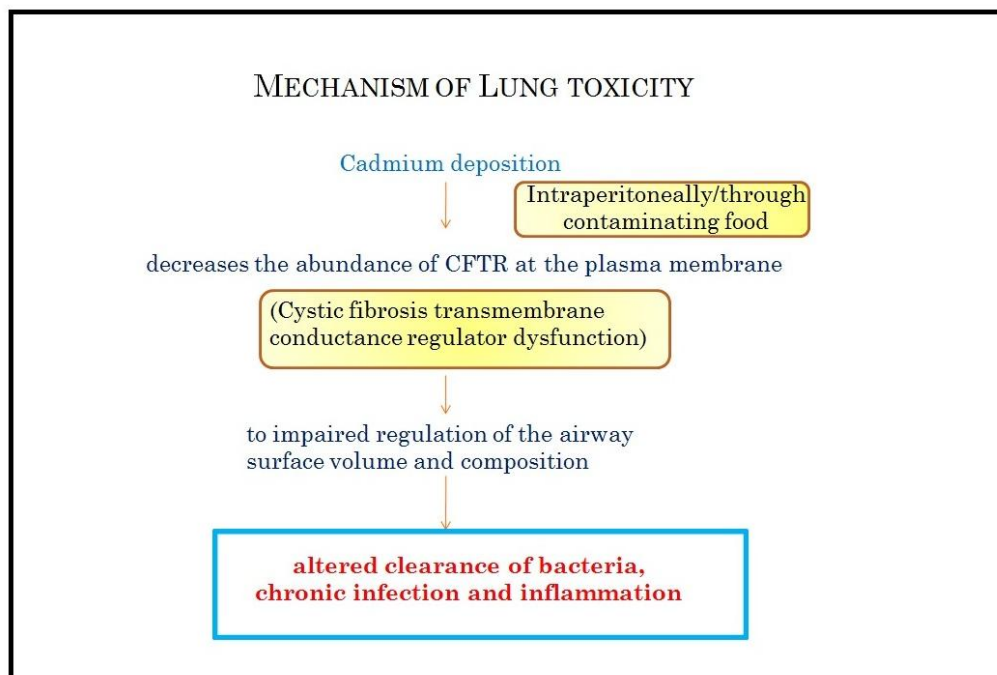 MECHANISM OF LUNG TOXICITY
Cadmium deposition
Intraperitoneally/through
contaminating food
decreases the abundance of CFTR at the plasma membrane
(Cystic fibrosis transmembrane
conductance regulator dysfunction)
to impaired regulation of the airway
surface volume and composition
altered clearance of bacteria,
chronic infection and inflammation